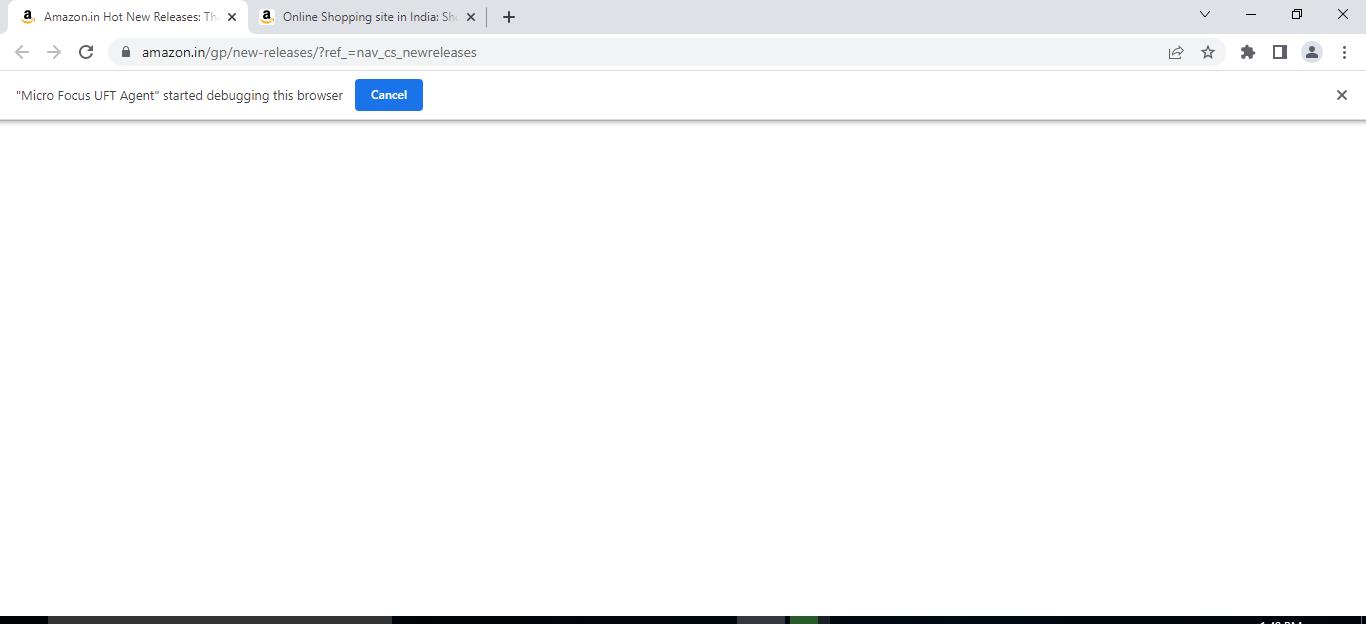 Amazon.in Hot New Releases: Th
Online Shopping site in India: Sh
amazon.in/gp/new-releases/?ref_=nav_cs_newreleases
"Micro Focus UFT Agent" started debugging this browser
Cancel